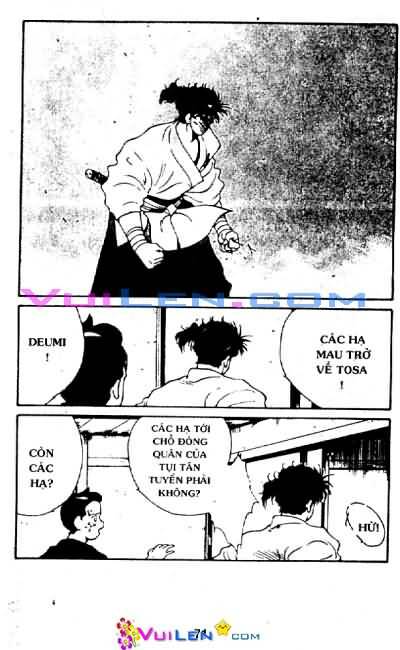 VuiLen.com
DEUMI
!
CÁC HẠ
MAU TRỞ
VỀ TOSA
!
CÒN
CÁC
HẠ?
CÁC HẠ TỚI
CHỖ ĐÓNG
QUÂN CỦA
TỤI TÂN
TUYỂN PHẢI
KHÔNG?
HỪ!
VuiLen.com